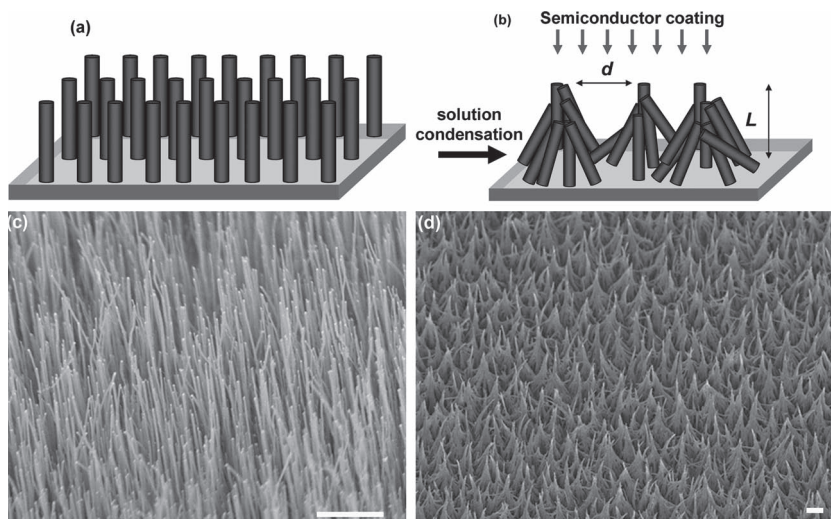 (a)
(b)
Semiconductor coating
d
L
solution
condensation
(c)
(d)